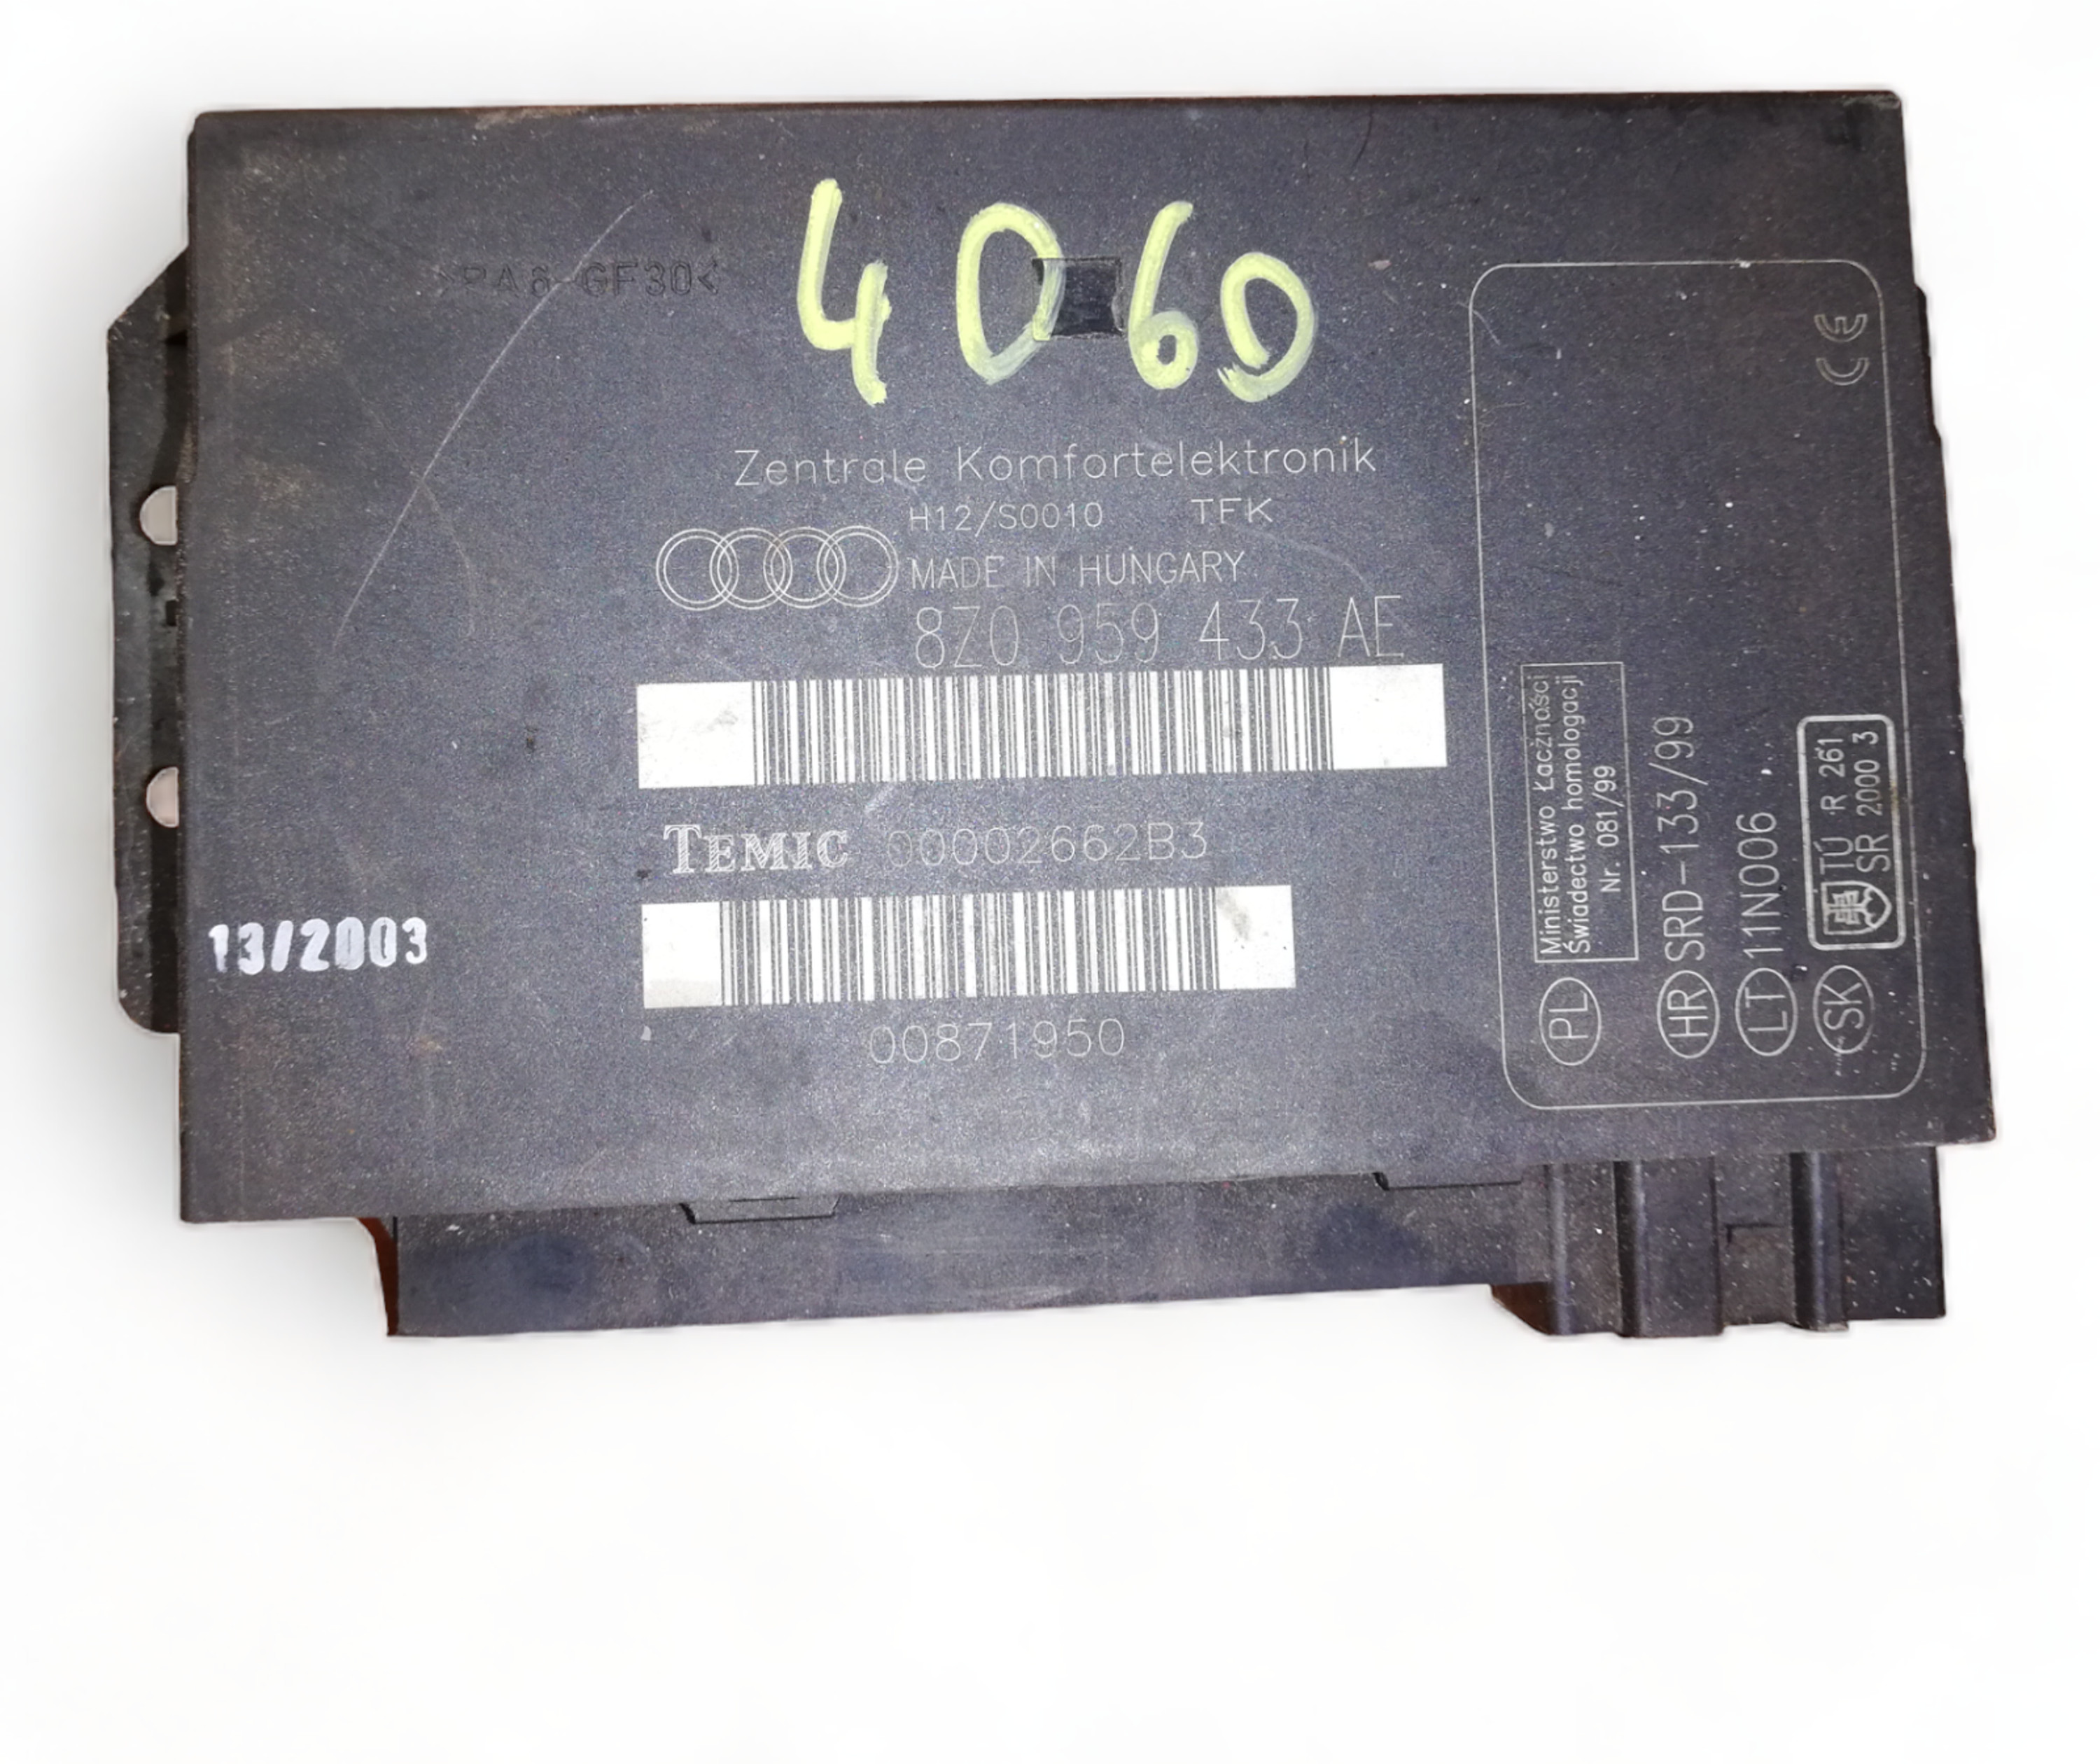 4060
>PA6-GF30<
Zentrale Komfortelektronik
H12/S0010 TFK
MADE IN HUNGARY
8Z0 959 433 AE
TEMIC 00002662B3
00871950
13/2003
CE
PL Ministerstwo Łączności
Świadectwo homologacji
Nr. 081/99
HR SRD-133/99
LT 11N006
SK TÚ R 261
SR 2000 3